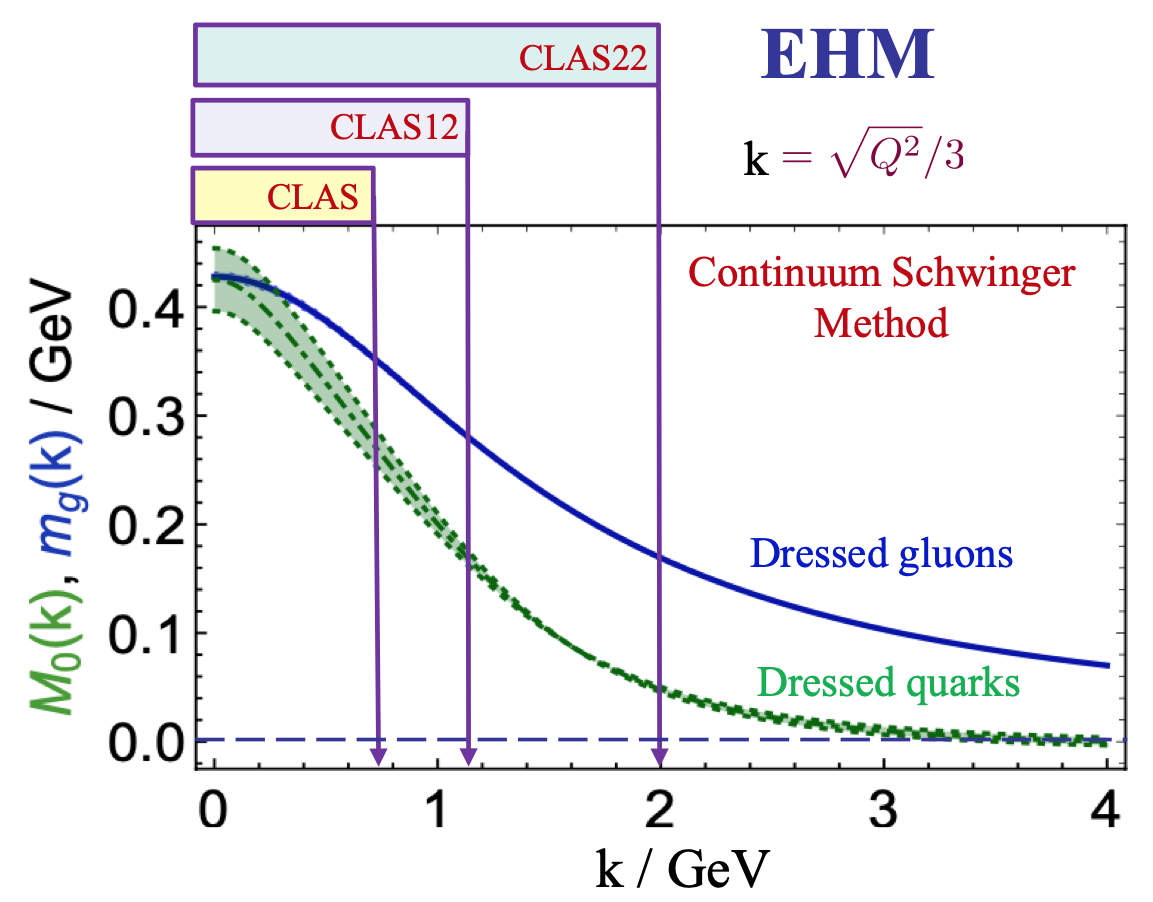 CLAS22
EHM
CLAS12
k = √Q²/3
CLAS
Continuum Schwinger
Method
M₀(k), m_g(k) / GeV
0.4
0.3
0.2
0.1
0.0
Dressed gluons
Dressed quarks
0 1 2 3 4
k / GeV